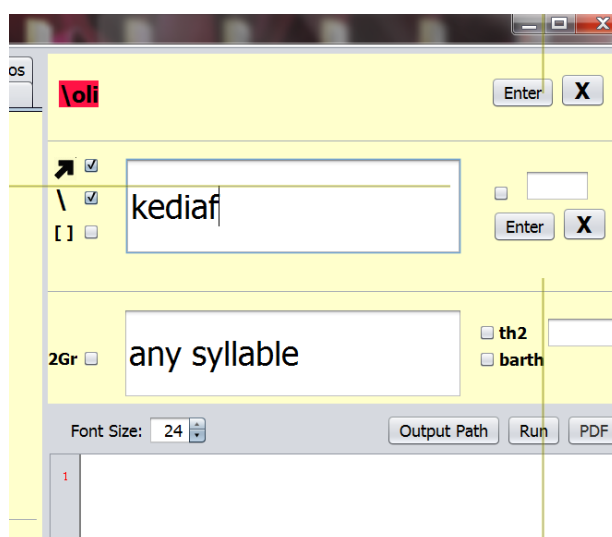 os
\oli
Enter X
\
kediaf
[ ]
Enter X
2Gr
any syllable
th2
barth
Font Size: 24
Output Path Run PDF
1